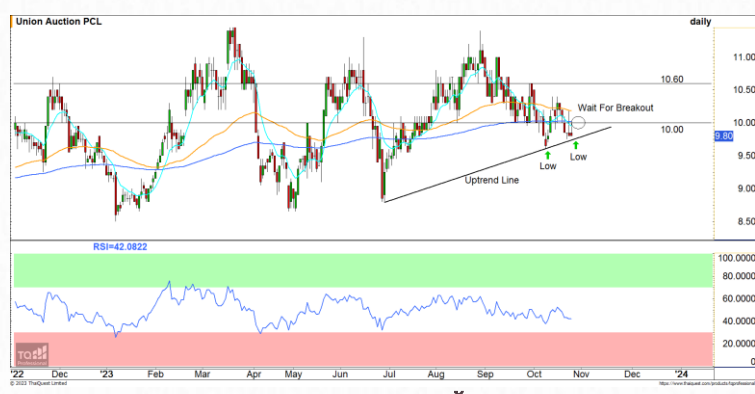 Union Auction PCL daily
11.00
10.60
10.50
Wait For Breakout
10.00
10.00
9.80
9.50
Low
Low
Uptrend Line
9.00
8.50
RSI=42.0822
100.0000
80.0000
60.0000
40.0000
20.0000
0
TQ
Professional
'22 Dec '23 Feb Mar Apr May Jun Jul Aug Sep Oct Nov '24
© 2022 ThaiQuest Limited